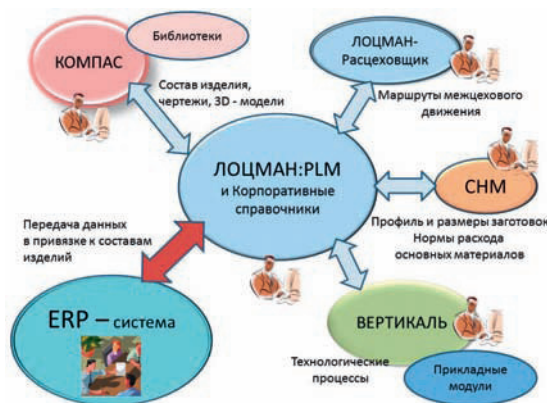 Библиотеки
КОМПАС
Состав изделия,
чертежи, 3D - модели
ЛОЦМАН-
Расцеховщик
Маршруты межцехового
движения
ЛОЦМАН:PLM
и Корпоративные
справочники
СНМ
Профиль и размеры заготовок
Нормы расхода
основных материалов
Передача данных
в привязке к составам
изделий
ERP – система
ВЕРТИКАЛЬ
Технологические
процессы
Прикладные
модули